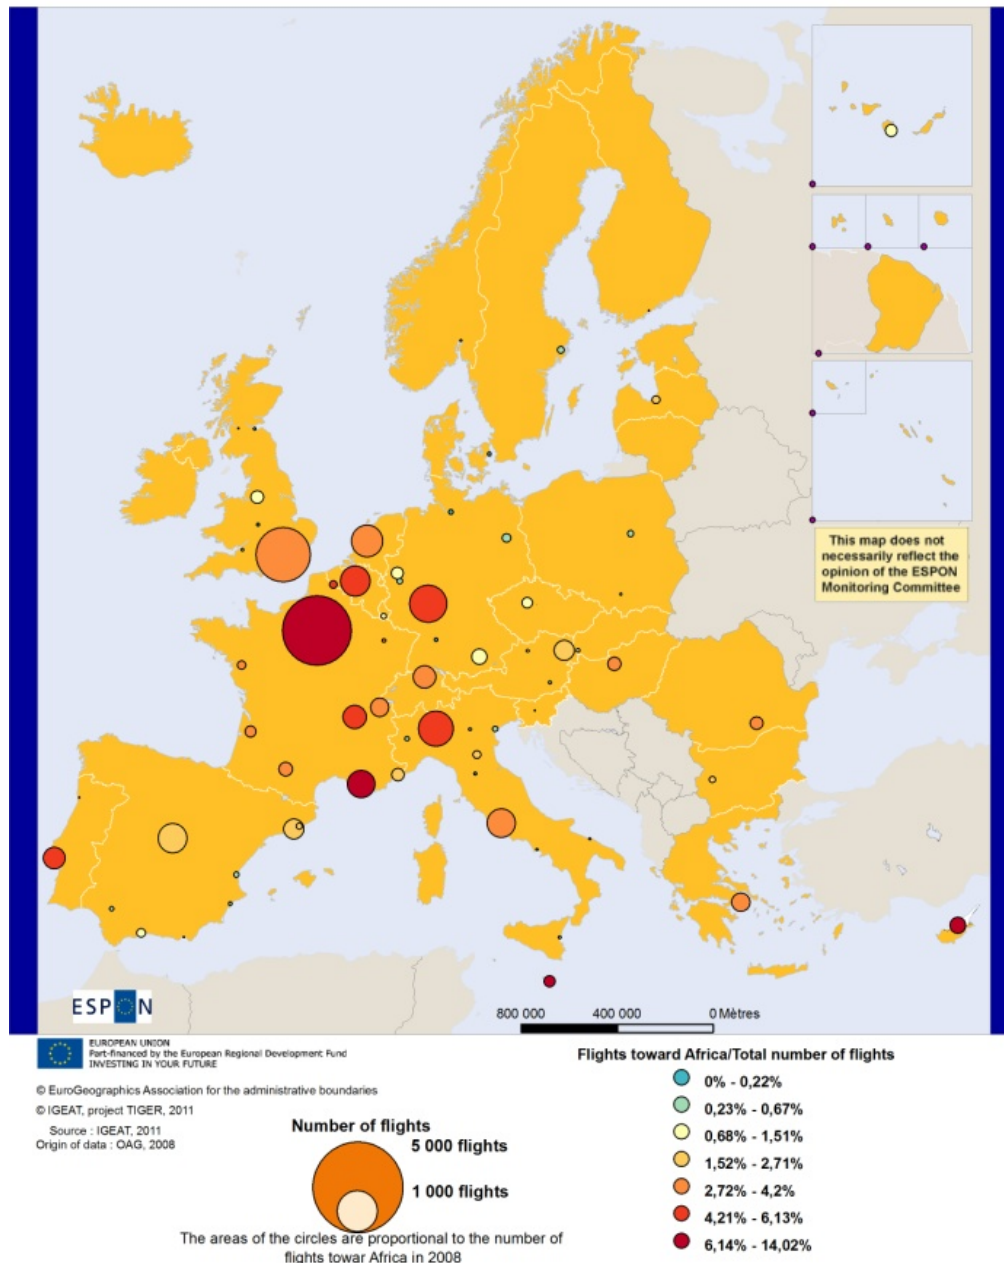 This map does not
necessarily reflect the
opinion of the ESPON
Monitoring Committee
ESPON
800 000 400 000 0 Mètres
EUROPEAN UNION
Part-financed by the European Regional Development Fund
INVESTING IN YOUR FUTURE
© EuroGeographics Association for the administrative boundaries
© IGEAT, project TIGER, 2011
Source : IGEAT, 2011
Origin of data : OAG, 2008
Number of flights
5 000 flights
1 000 flights
The areas of the circles are proportional to the number of
flights towar Africa in 2008
Flights toward Africa/Total number of flights
0% - 0,22%
0,23% - 0,67%
0,68% - 1,51%
1,52% - 2,71%
2,72% - 4,2%
4,21% - 6,13%
6,14% - 14,02%